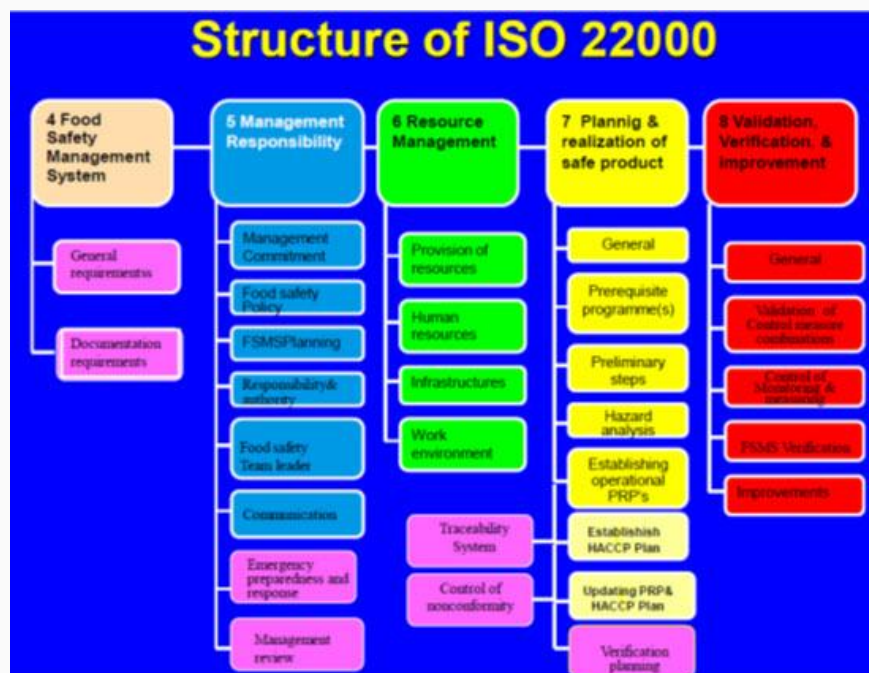 Structure of ISO 22000
4 Food
Safety
Management
System
General
requirementss
Documentation
requirements
5 Management
Responsibility
Management
Commitment
Food safety
Policy
FSMSPlanning
Responsibility&
authority
Food safety
Team leader
Communication
Emergency
preparedness and
response
Management
review
6 Resource
Management
Provision of
resources
Human
resources
Infrastructures
Work
environment
7 Plannig &
realization of
safe product
General
Prerequisite
programme(s)
Preliminary
steps
Hazard
analysis
Establishing
operational
PRP's
Traceability
System
Establishish
HACCP Plan
Control of
nonconformity
Updating PRP&
HACCP Plan
Verification
planning
8 Validation,
Verification, &
improvement
General
Validation of
Control measure
combinations
Control of
Monitoring &
measuring
FSMS Verification
Improvements